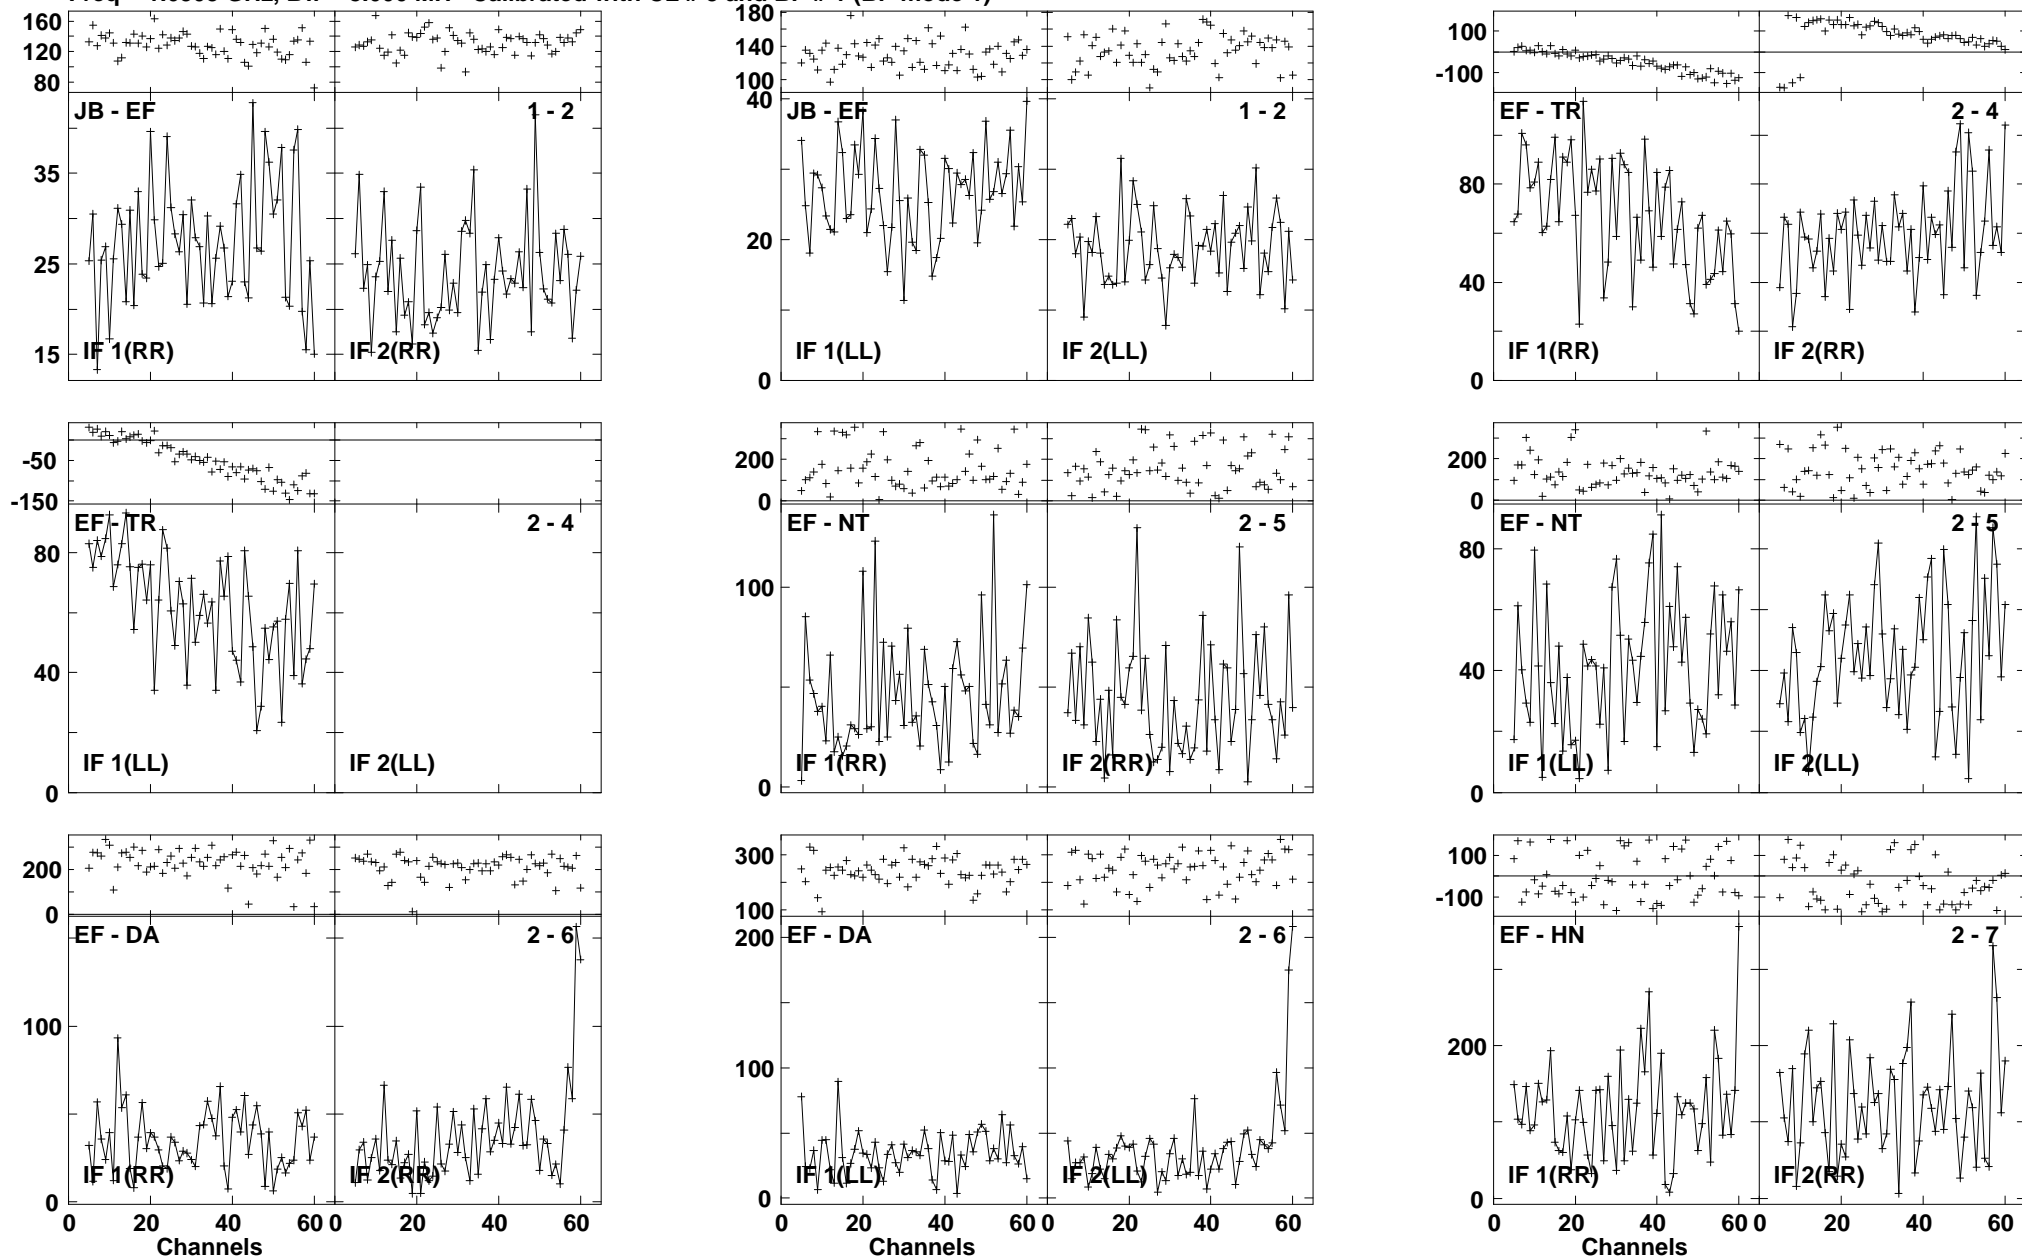 160
120
80
JB - EF
1 - 2
35
25
15
IF 1(RR)
IF 2(RR)
180
140
100
40
JB - EF
1 - 2
20
0
IF 1(LL)
IF 2(LL)
100
-100
EF - TR
2 - 4
80
40
0
IF 1(RR)
IF 2(RR)
-50
-150
EF - TR
2 - 4
80
40
0
IF 1(LL)
IF 2(LL)
200
0
EF - NT
2 - 5
100
0
IF 1(RR)
IF 2(RR)
200
0
EF - NT
2 - 5
80
40
0
IF 1(LL)
IF 2(LL)
200
0
EF - DA
2 - 6
100
0
IF 1(RR)
IF 2(RR)
0 20 40 60 0 20 40 60
Channels
300
100
EF - DA
2 - 6
200
100
0
IF 1(LL)
IF 2(LL)
0 20 40 60 0 20 40 60
Channels
100
-100
EF - HN
2 - 7
200
0
IF 1(RR)
IF 2(RR)
0 20 40 60 0 20 40 60
Channels